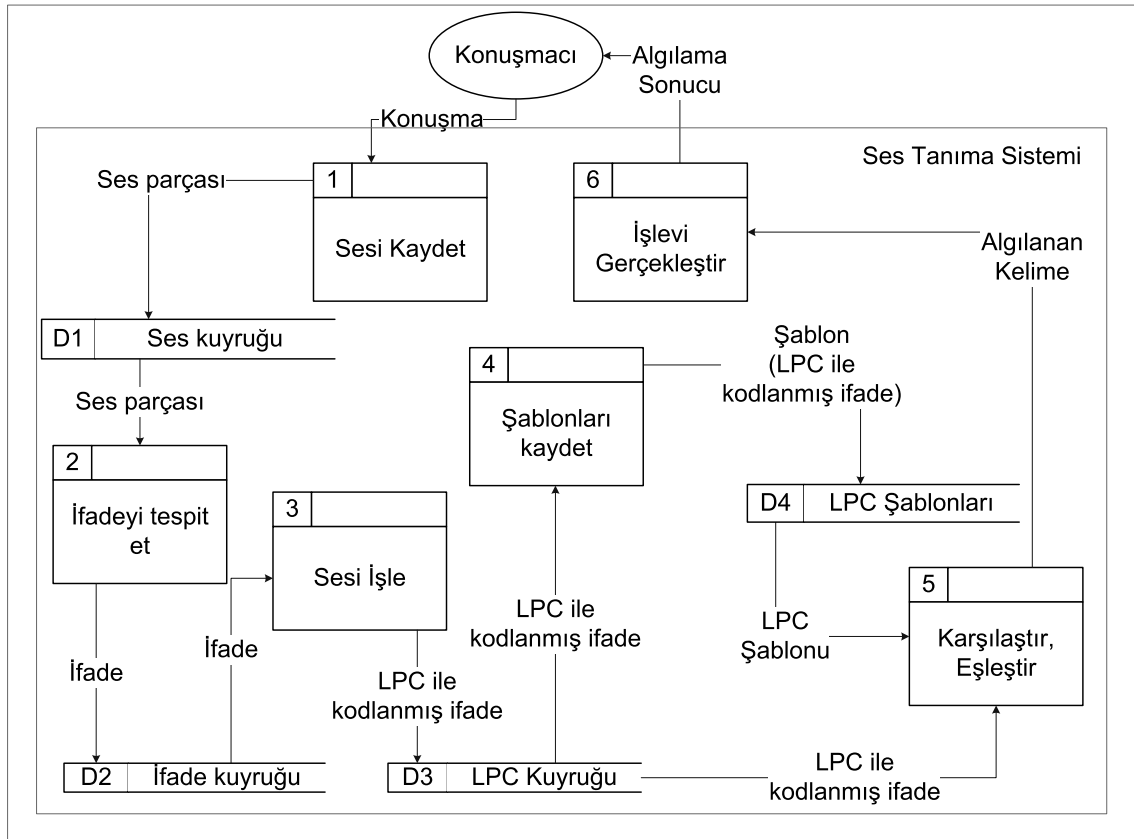 Konuşmacı
Algılama
Sonucu
Konuşma
Ses Tanıma Sistemi
Ses parçası
1
Sesi Kaydet
6
İşlevi
Gerçekleştir
Algılanan
Kelime
D1
Ses kuyruğu
Ses parçası
4
Şablonları
kaydet
Şablon
(LPC ile
kodlanmış ifade)
2
İfadeyi tespit
et
3
Sesi İşle
D4
LPC Şablonları
5
Karşılaştır,
Eşleştir
LPC
Şablonu
LPC ile
kodlanmış ifade
İfade
İfade
LPC ile
kodlanmış ifade
D2
İfade kuyruğu
D3
LPC Kuyruğu
LPC ile
kodlanmış ifade